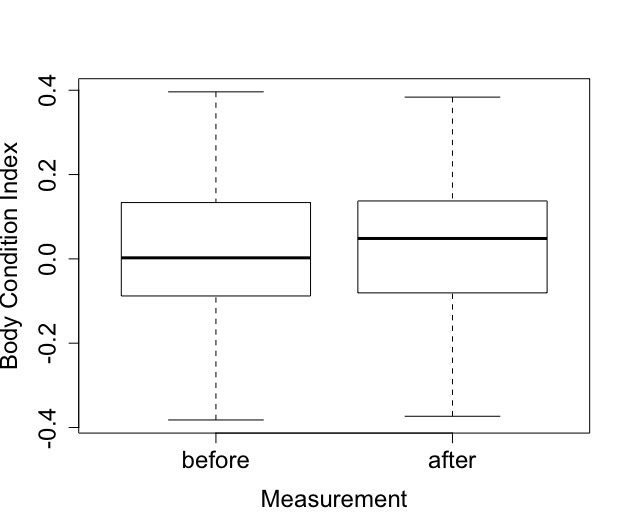 Body Condition Index
0.4
0.2
0.0
-0.2
-0.4
before
after
Measurement